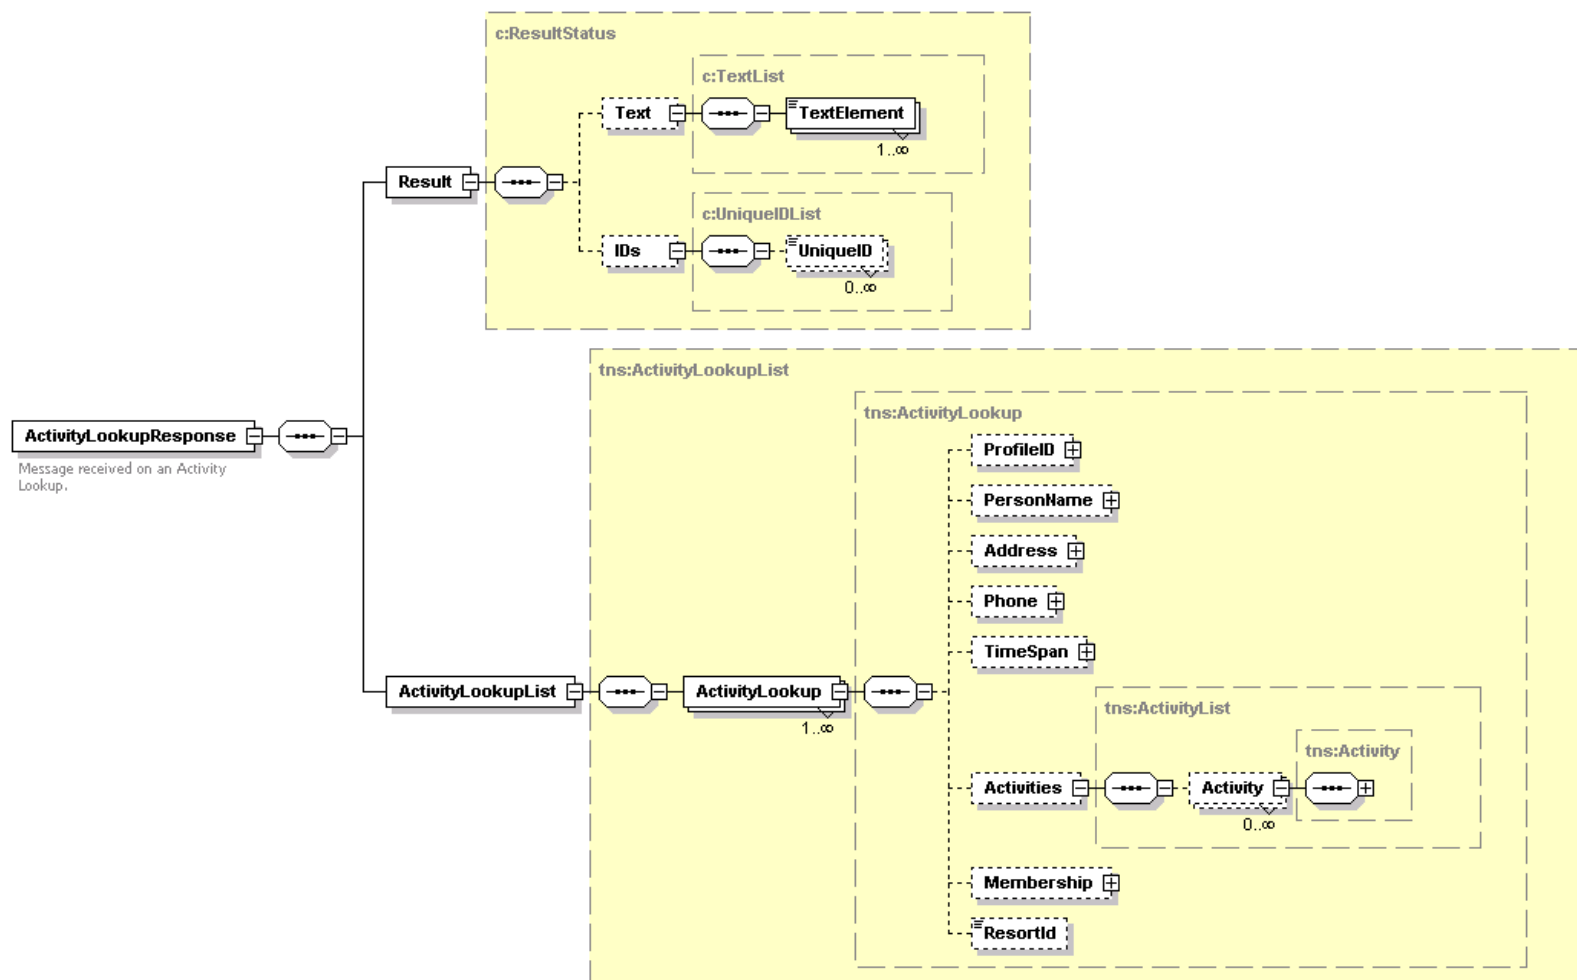 c:ResultStatus
c:TextList
Text
TextElement
1..∞
Result
c:UniqueIDList
IDs
UniqueID
0..∞
tns:ActivityLookupList
tns:ActivityLookup
ActivityLookupResponse
Message received on an Activity
Lookup.
ProfileID
PersonName
Address
Phone
TimeSpan
ActivityLookupList
ActivityLookup
1..∞
tns:ActivityList
tns:Activity
Activities
Activity
0..∞
Membership
ResortId